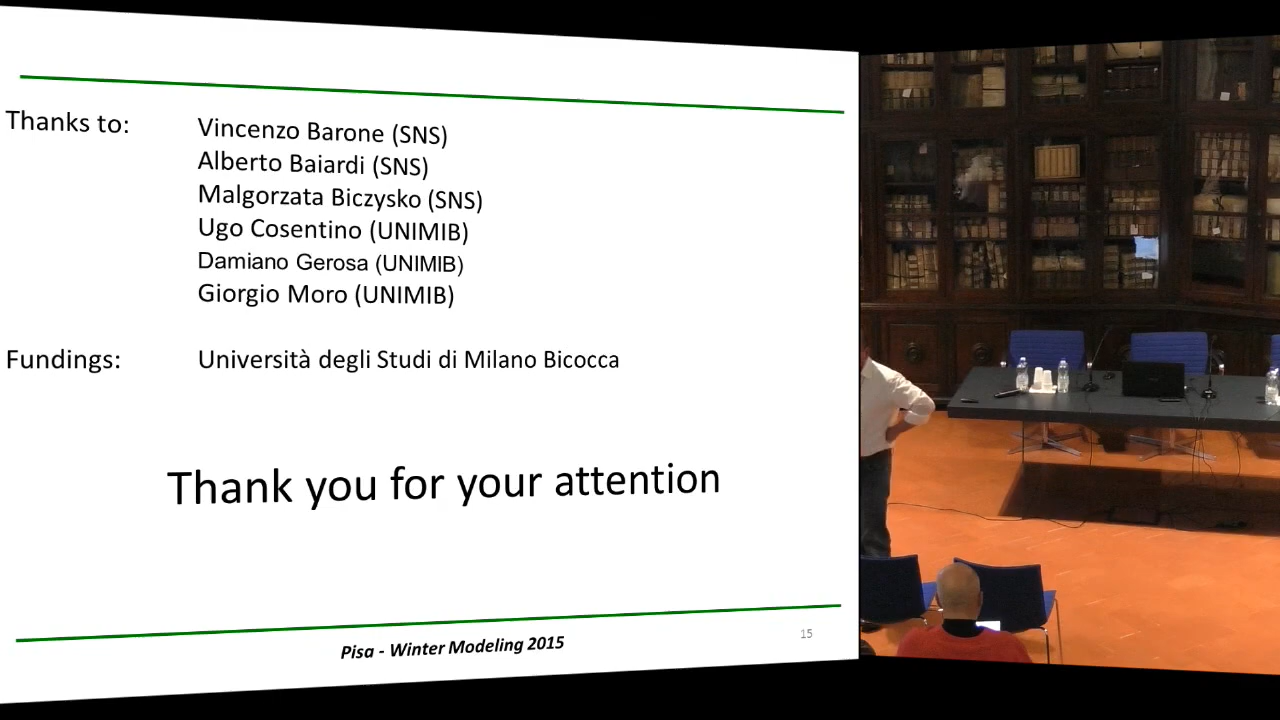 Thanks to: Vincenzo Barone (SNS)
Alberto Baiardi (SNS)
Malgorzata Biczysko (SNS)
Ugo Cosentino (UNIMIB)
Damiano Gerosa (UNIMIB)
Giorgio Moro (UNIMIB)
Fundings: Università degli Studi di Milano Bicocca
Thank you for your attention
Pisa - Winter Modeling 2015
15